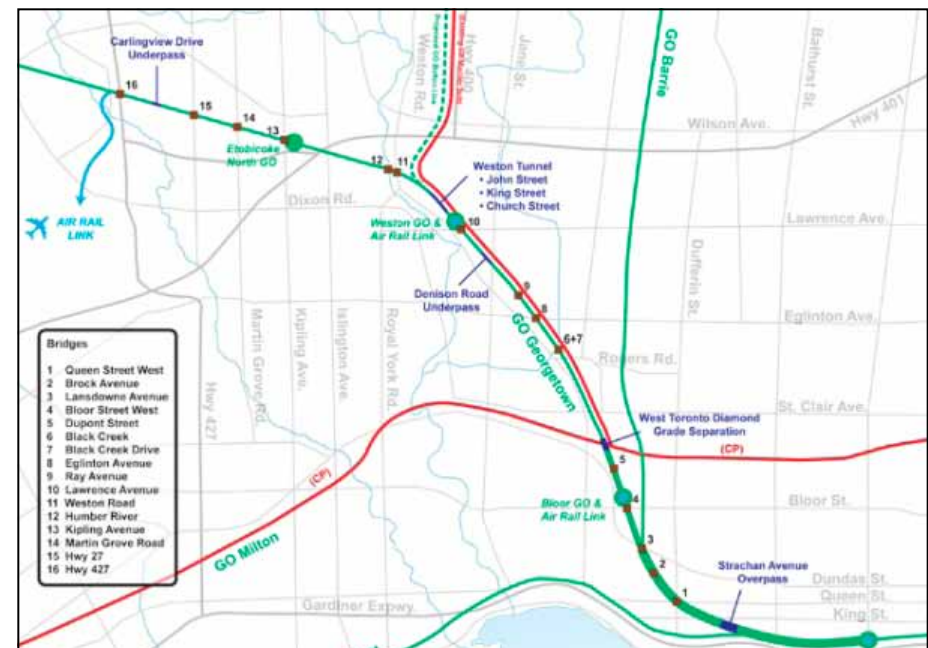 Carlingview Drive
Underpass
16
15
14
13
Etobicoke
North GO
12
11
AIR RAIL
LINK
Weston Rd.
Hwy 400
Jane St.
GO Barrie
Bathurst St.
Hwy 401
Wilson Ave.
Weston Tunnel
• John Street
• King Street
• Church Street
Dixon Rd.
Weston GO &
Air Rail Link
10
Lawrence Ave.
Denison Road
Underpass
9
8
6+7
GO Georgetown
Dufferin St.
Eglinton Ave.
Rogers Rd.
Martin Grove Rd.
Kipling Ave.
Islington Ave.
Royal York Rd.
Hwy 427
St. Clair Ave.
West Toronto Diamond
Grade Separation
(CP)
(CP)
GO Milton
5
Bloor GO &
Air Rail Link
4
Bloor St.
3
2
1
Strachan Avenue
Overpass
Dundas St.
Queen St.
King St.
Gardiner Expwy.
Bridges
1 Queen Street West
2 Brock Avenue
3 Lansdowne Avenue
4 Bloor Street West
5 Dupont Street
6 Black Creek
7 Black Creek Drive
8 Eglinton Avenue
9 Ray Avenue
10 Lawrence Avenue
11 Weston Road
12 Humber River
13 Kipling Avenue
14 Martin Grove Road
15 Hwy 27
16 Hwy 427